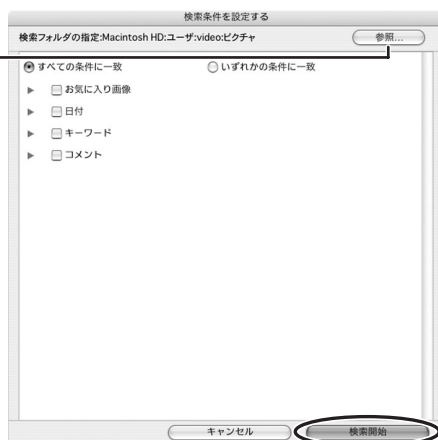 検索条件を設定する
検索フォルダの指定:Macintosh HD:ユーザ:video:ピクチャ 参照...
すべての条件に一致 いずれかの条件に一致
お気に入り画像
日付
キーワード
コメント
キャンセル 検索開始